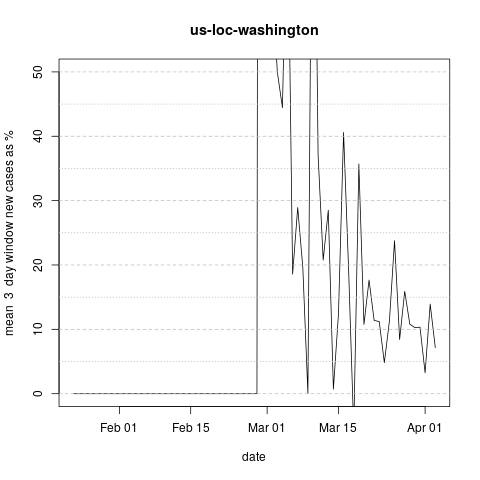 us-loc-washington
mean 3 day window new cases as %
50
40
30
20
10
0
Feb 01 Feb 15 Mar 01 Mar 15 Apr 01
date